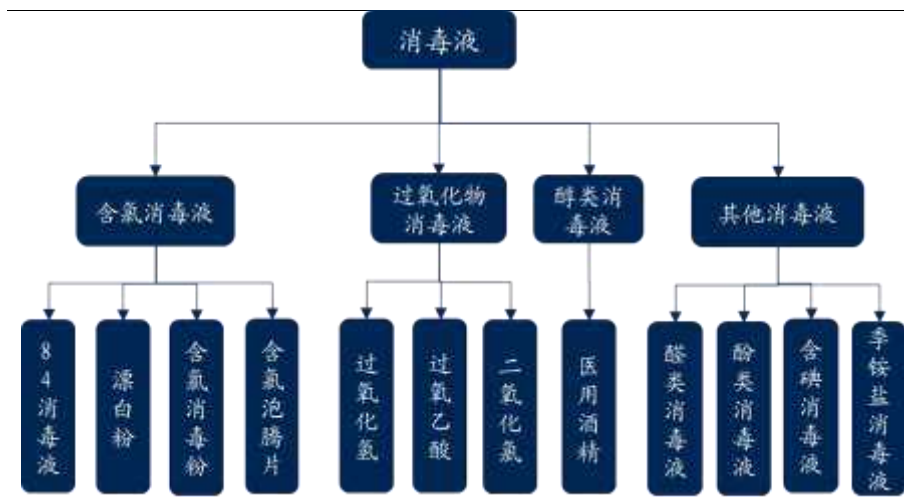 消毒液
含氯消毒液
过氧化物
消毒液
醇类消
毒液
其他消毒液
84消毒液
漂白粉
含氯消毒粉
含氯泡腾片
过氧化氢
过氧乙酸
二氧化氯
医用酒精
醛类消毒液
酚类消毒液
含碘消毒液
季铵盐消毒液